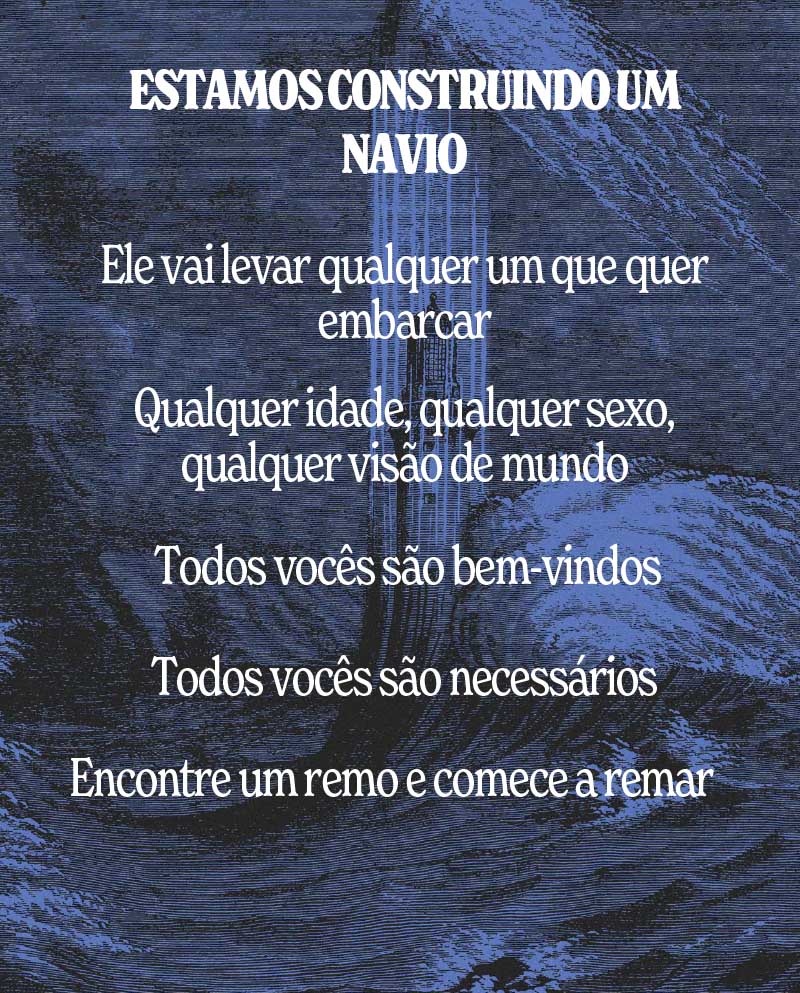 ESTAMOS CONSTRUINDO UM
NAVIO
Ele vai levar qualquer um que quer
embarcar
Qualquer idade, qualquer sexo,
qualquer visão de mundo
Todos vocês são bem-vindos
Todos vocês são necessários
Encontre um remo e comece a remar